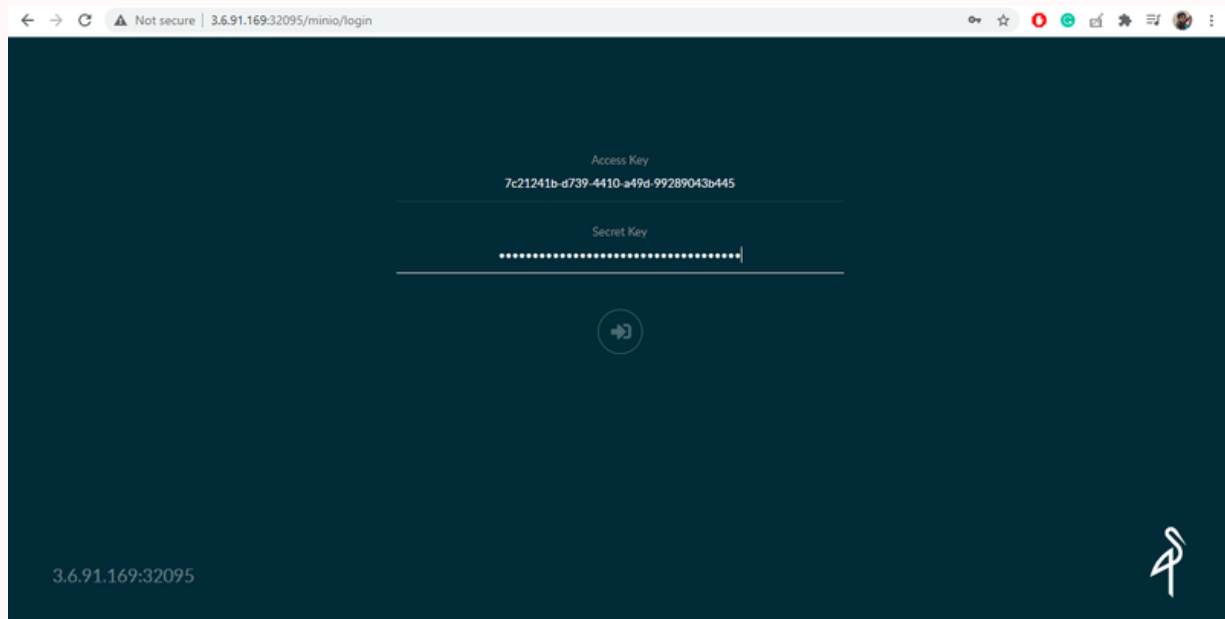 Not secure | 3.6.91.169:32095/minio/login
Access Key
7c21241b-d739-4410-a49d-99289043b445
Secret Key
••••••••••••••••••••••••••••••••••••
3.6.91.169:32095